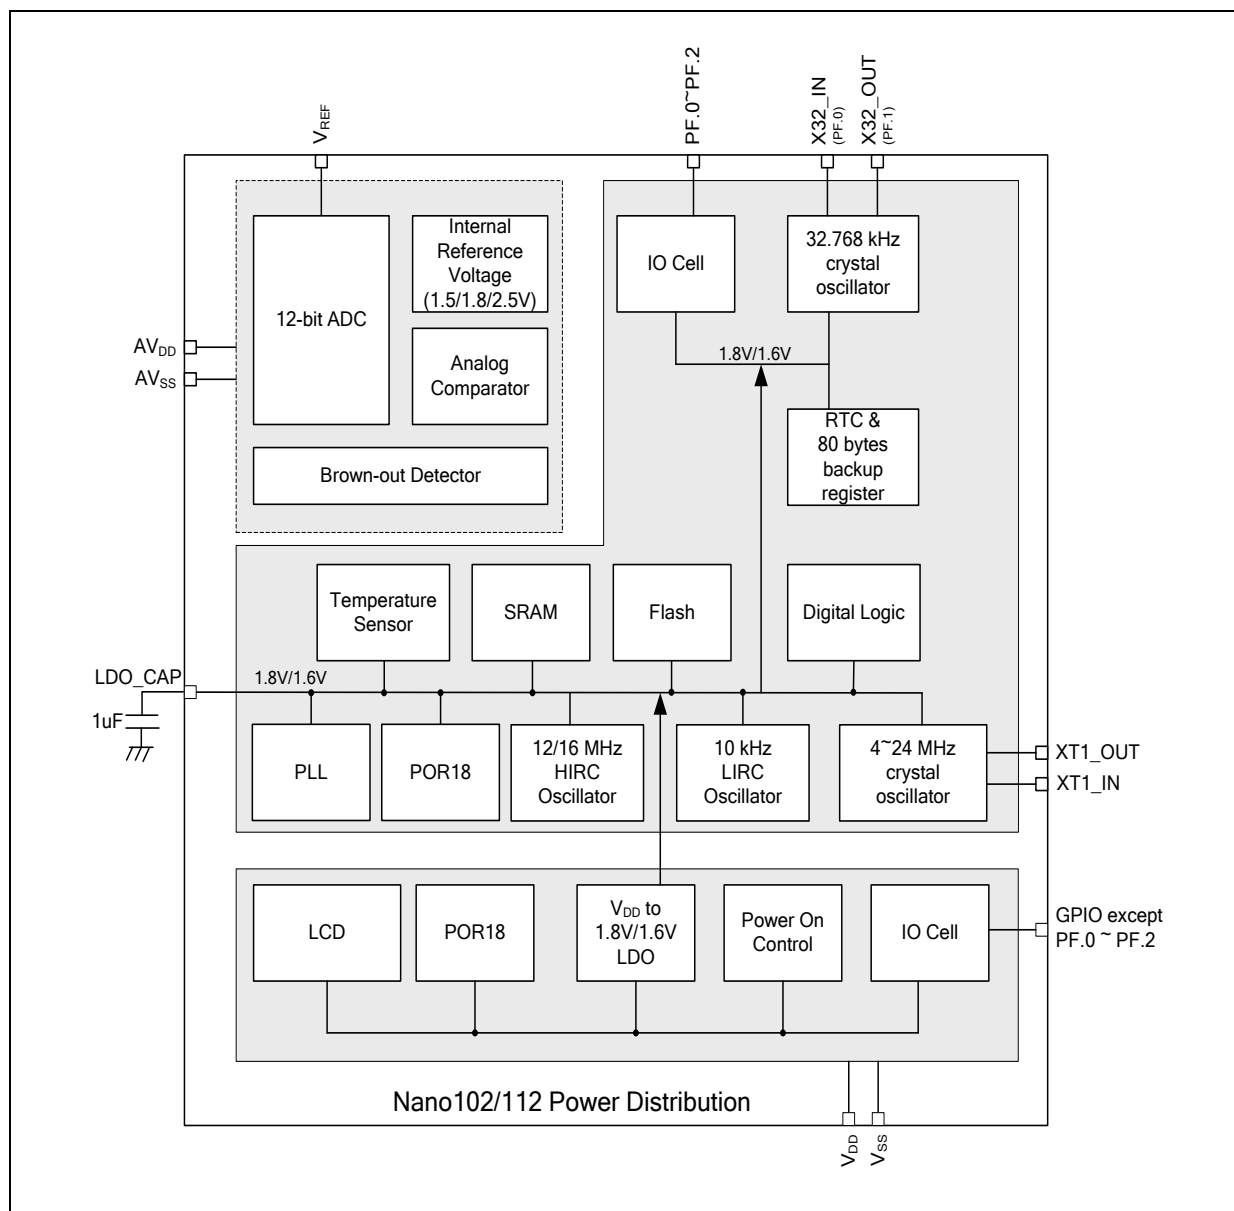 PF.0~PF.2
X32_IN
(PF.0)
X32_OUT
(PF.1)
VREF
12-bit ADC
Internal
Reference
Voltage
(1.5/1.8/2.5V)
Analog
Comparator
Brown-out Detector
AVDD
AVSS
IO Cell
32.768 kHz
crystal
oscillator
1.8V/1.6V
RTC &
80 bytes
backup
register
Temperature
Sensor
SRAM
Flash
Digital Logic
LDO_CAP
1.8V/1.6V
1uF
PLL
POR18
12/16 MHz
HIRC
Oscillator
10 kHz
LIRC
Oscillator
4~24 MHz
crystal
oscillator
XT1_OUT
XT1_IN
LCD
POR18
VDD to
1.8V/1.6V
LDO
Power On
Control
IO Cell
GPIO except
PF.0 ~ PF.2
Nano102/112 Power Distribution
VDD
VSS